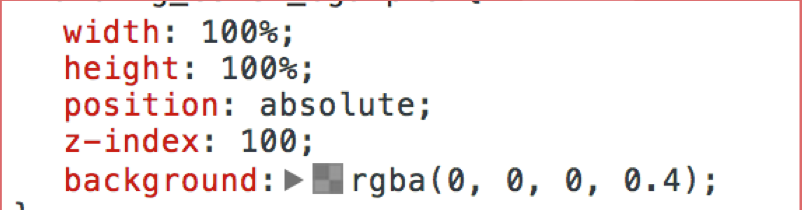 width: 100%;
height: 100%;
position: absolute;
z-index: 100;
background: rgba(0, 0, 0, 0.4);
}